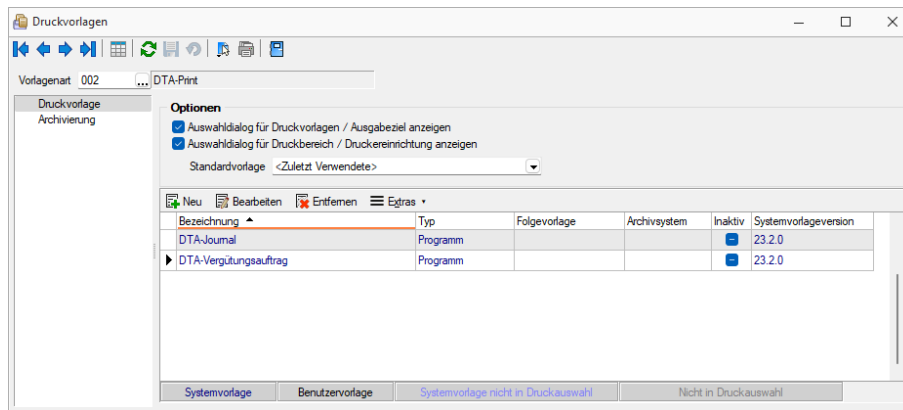 Druckvorlagen
Vorlagenart 002 ... DTA-Print
Druckvorlage
Archivierung
Optionen
Auswahldialog für Druckvorlagen / Ausgabeziel anzeigen
Auswahldialog für Druckbereich / Druckereinrichtung anzeigen
Standardvorlage <Zuletzt Verwendete>
Neu Bearbeiten Entfernen Extras
Bezeichnung Typ Folgevorlage Archivsystem Inaktiv Systemvorlageversion
DTA-Journal Programm 23.2.0
DTA-Vergütungsauftrag Programm 23.2.0
Systemvorlage Benutzervorlage Systemvorlage nicht in Druckauswahl Nicht in Druckauswahl